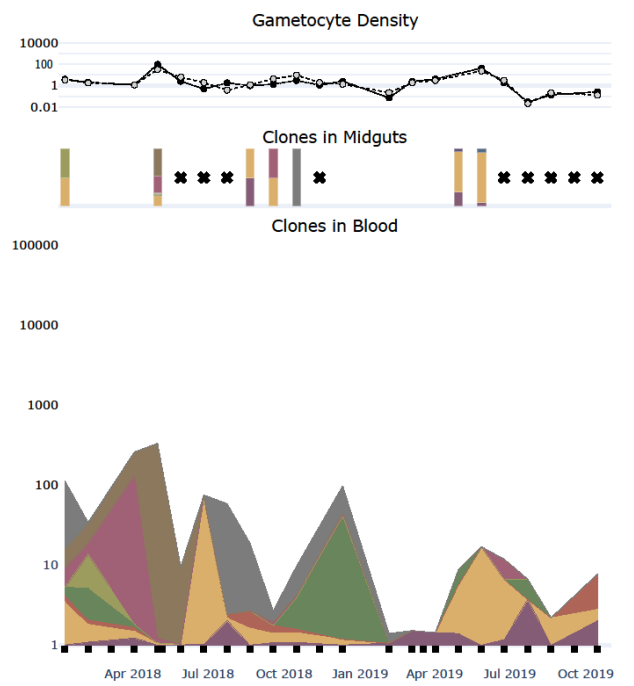 Gametocyte Density
10000
100
1
0.01
Clones in Midguts
Clones in Blood
100000
10000
1000
100
10
1
Apr 2018 Jul 2018 Oct 2018 Jan 2019 Apr 2019 Jul 2019 Oct 2019